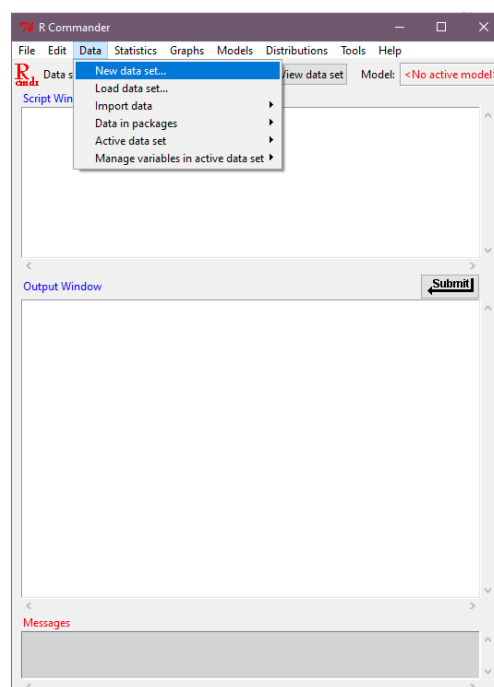 R Commander
File Edit Data Statistics Graphs Models Distributions Tools Help
R Data s View data set Model: <No active model>
cmdr
New data set...
Load data set...
Import data
Data in packages
Active data set
Manage variables in active data set
Script Win
Submit
Output Window
Messages